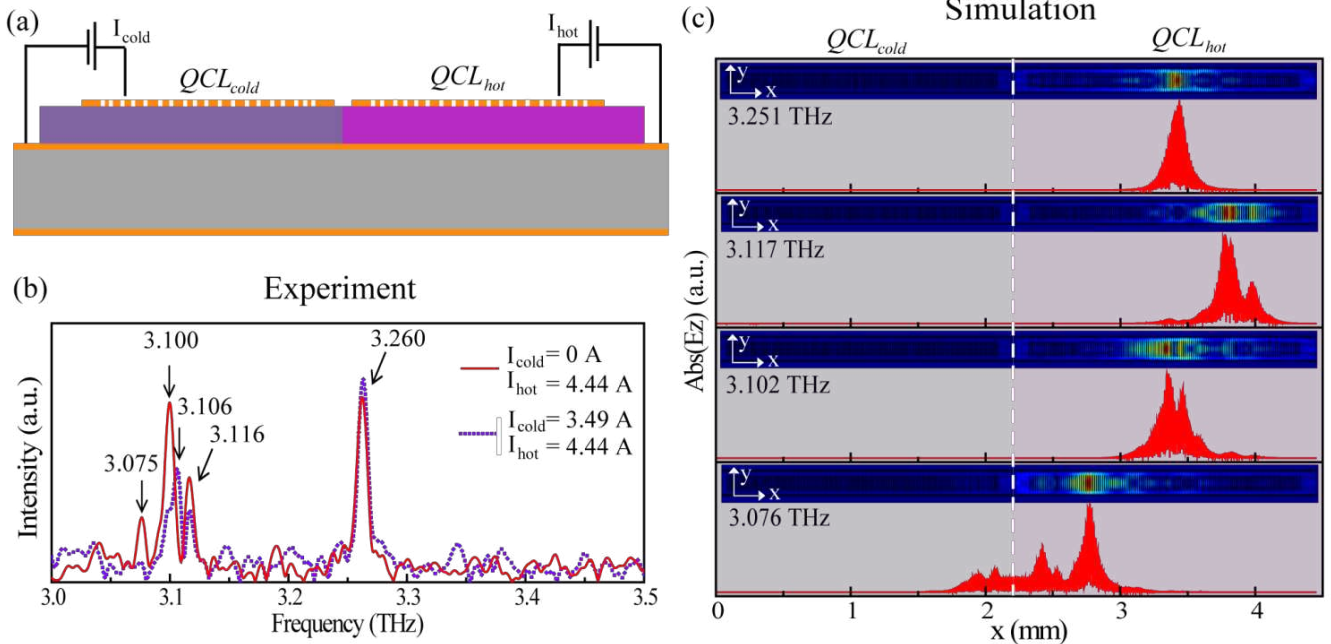 (a)
I_cold
I_hot
QCL_cold
QCL_hot
(b)
Experiment
3.100
3.260
3.106
3.116
3.075
I_cold = 0 A
I_hot = 4.44 A
I_cold = 3.49 A
I_hot = 4.44 A
Intensity (a.u.)
3.0 3.1 3.2 3.3 3.4 3.5
Frequency (THz)
(c)
Simulation
QCL_cold QCL_hot
y
x
3.251 THz
y
x
3.117 THz
y
x
3.102 THz
y
x
3.076 THz
Abs(Ez) (a.u.)
0 1 2 3 4
x (mm)